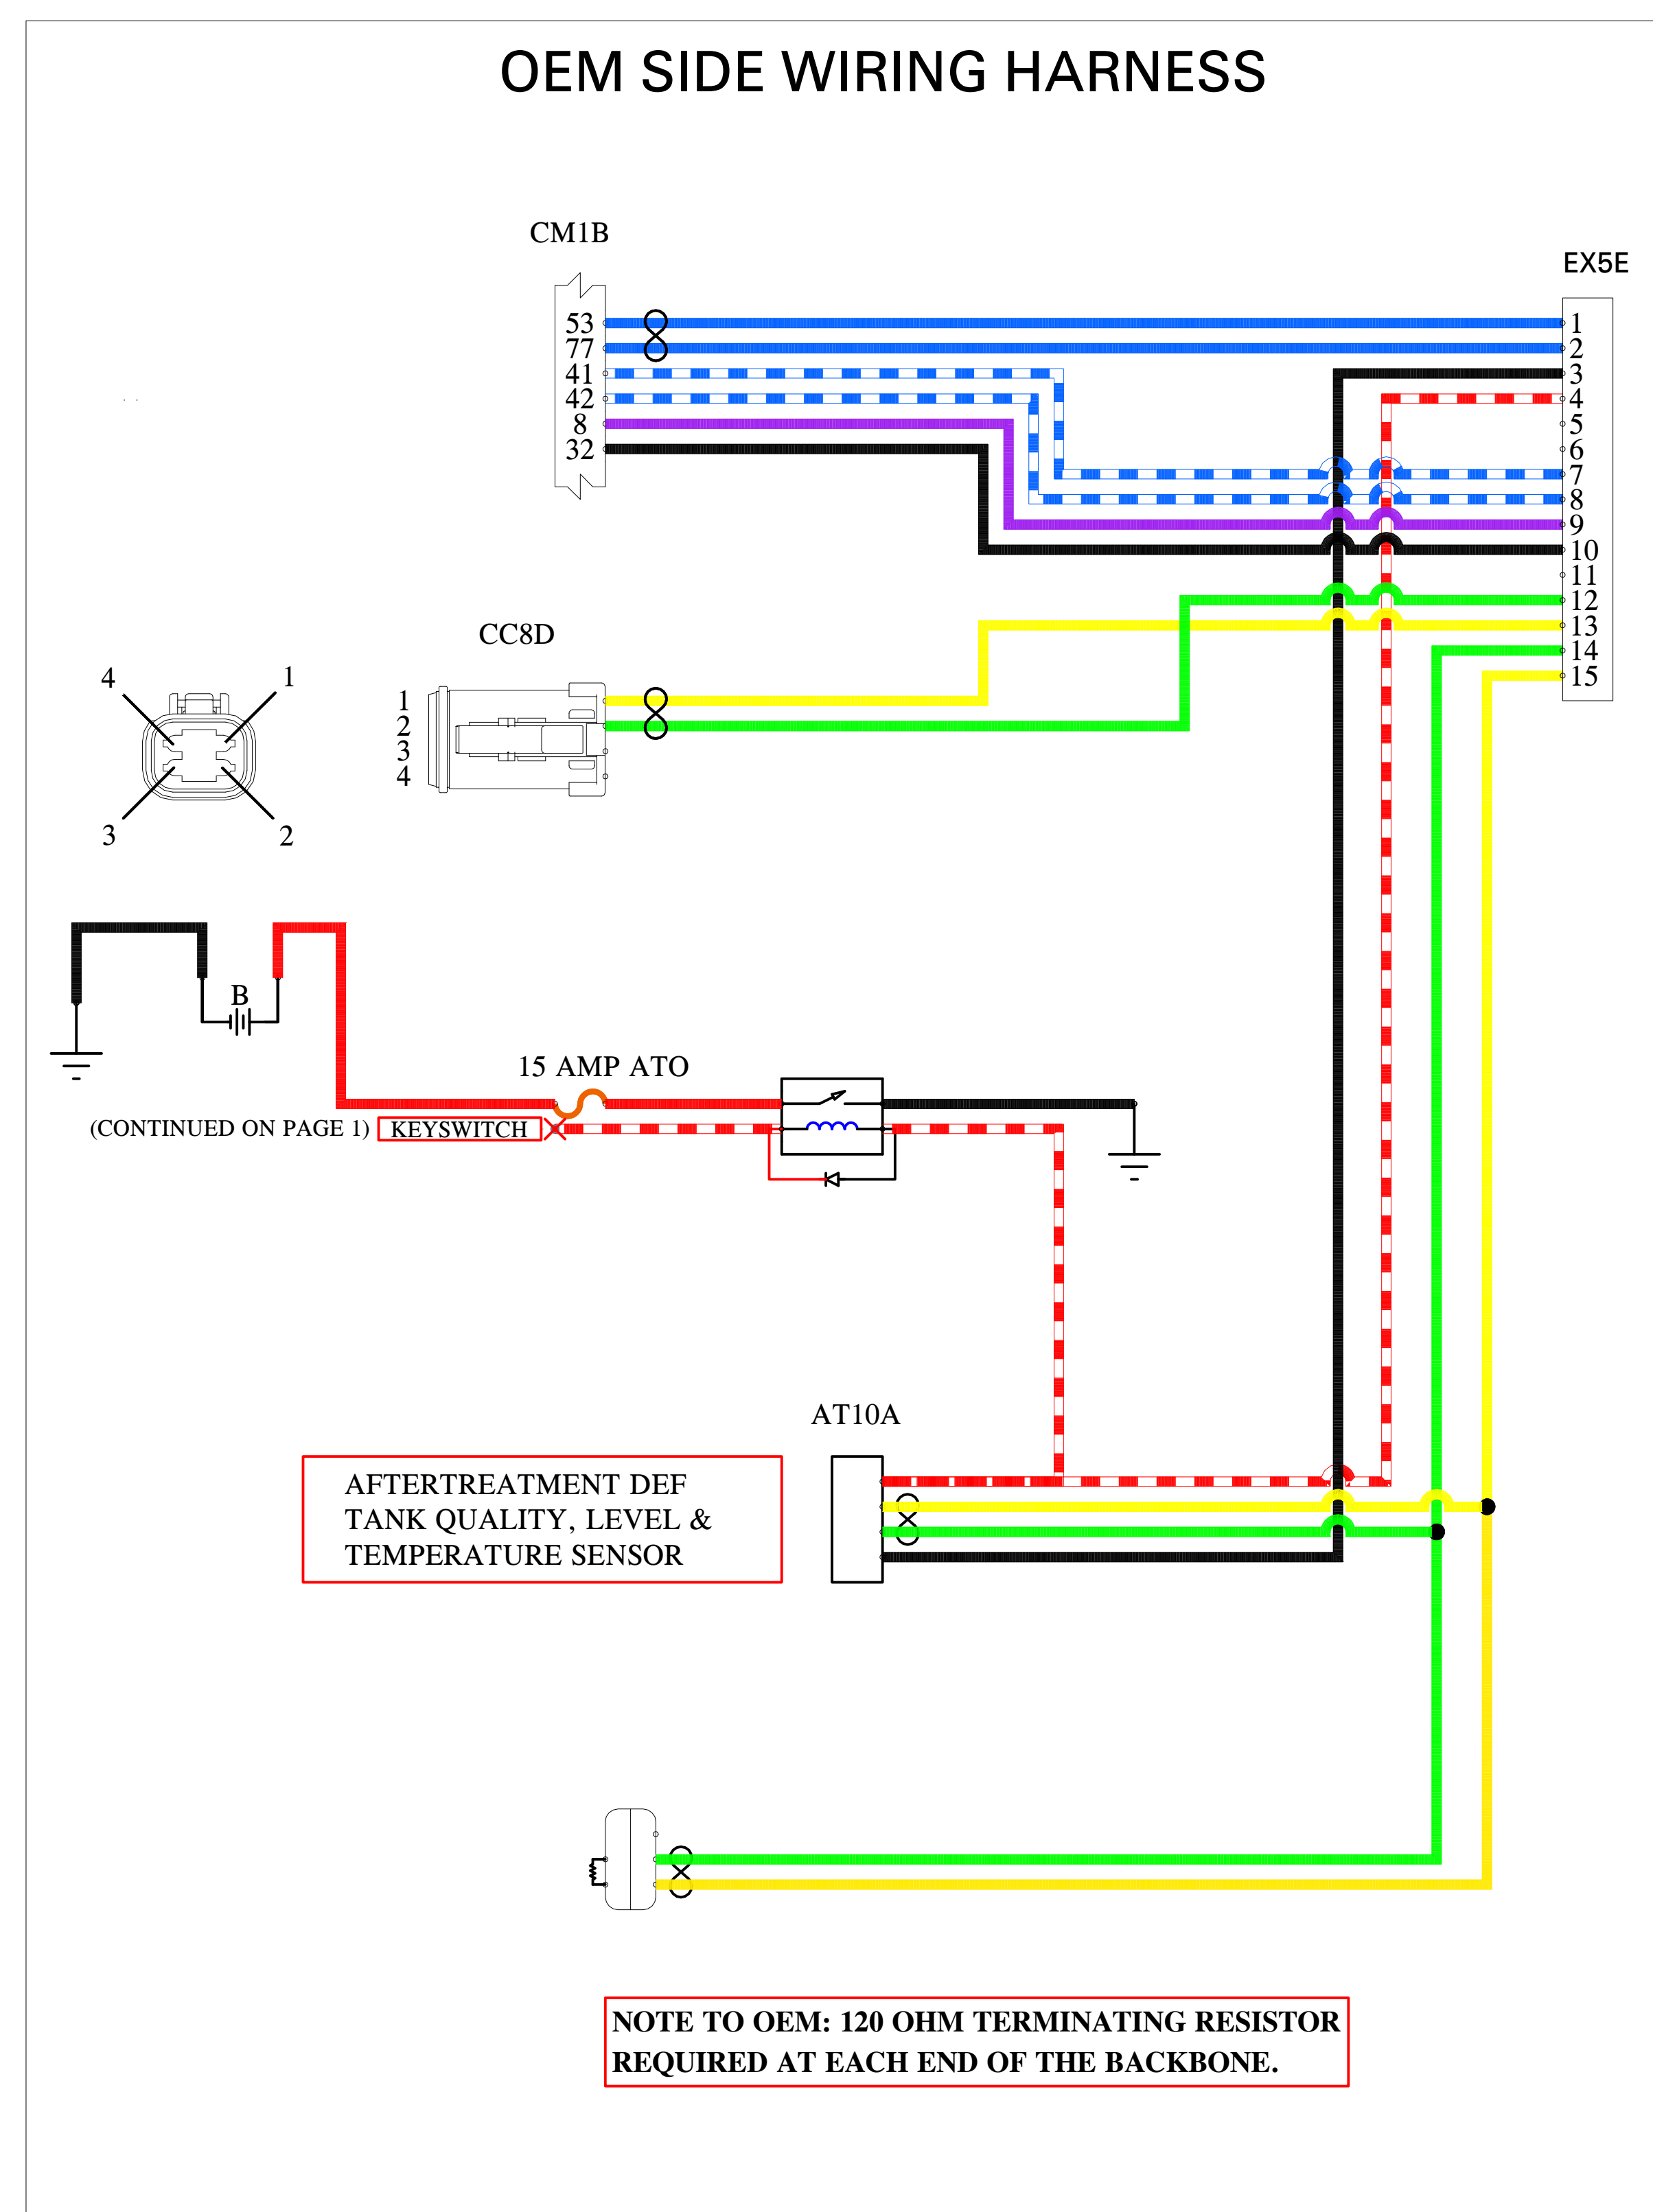 OEM SIDE WIRING HARNESS
CM1B
EX5E
53
77
41
42
8
32
1
2
3
4
5
6
7
8
9
10
11
12
13
14
15
CC8D
1
2
3
4
4
1
3
2
B
15 AMP ATO
(CONTINUED ON PAGE 1) KEYSWITCH
AT10A
AFTERTREATMENT DEF
TANK QUALITY, LEVEL &
TEMPERATURE SENSOR
NOTE TO OEM: 120 OHM TERMINATING RESISTOR
REQUIRED AT EACH END OF THE BACKBONE.